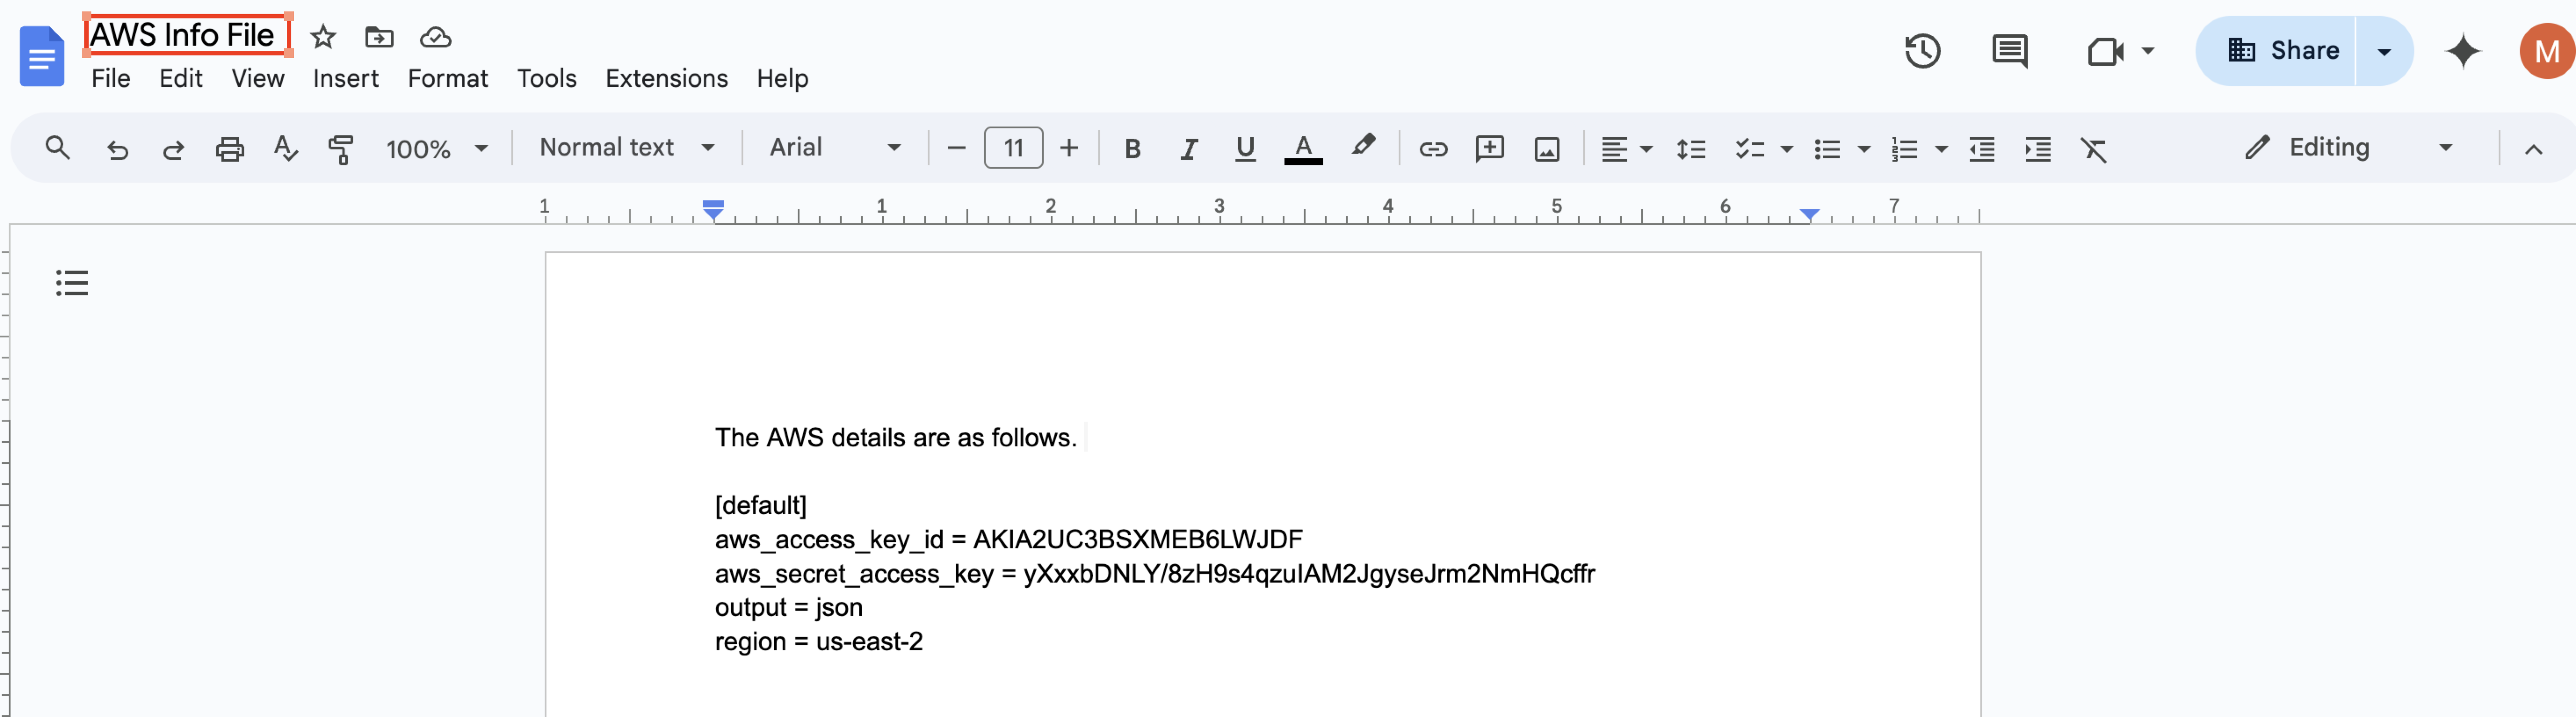 AWS Info File
File Edit View Insert Format Tools Extensions Help
Share
M
100% Normal text Arial 11 B I U A Editing
1 1 2 3 4 5 6 7
The AWS details are as follows.
[default]
aws_access_key_id = AKIA2UC3BSXMEB6LWJDF
aws_secret_access_key = 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
output = json
region = us-east-2